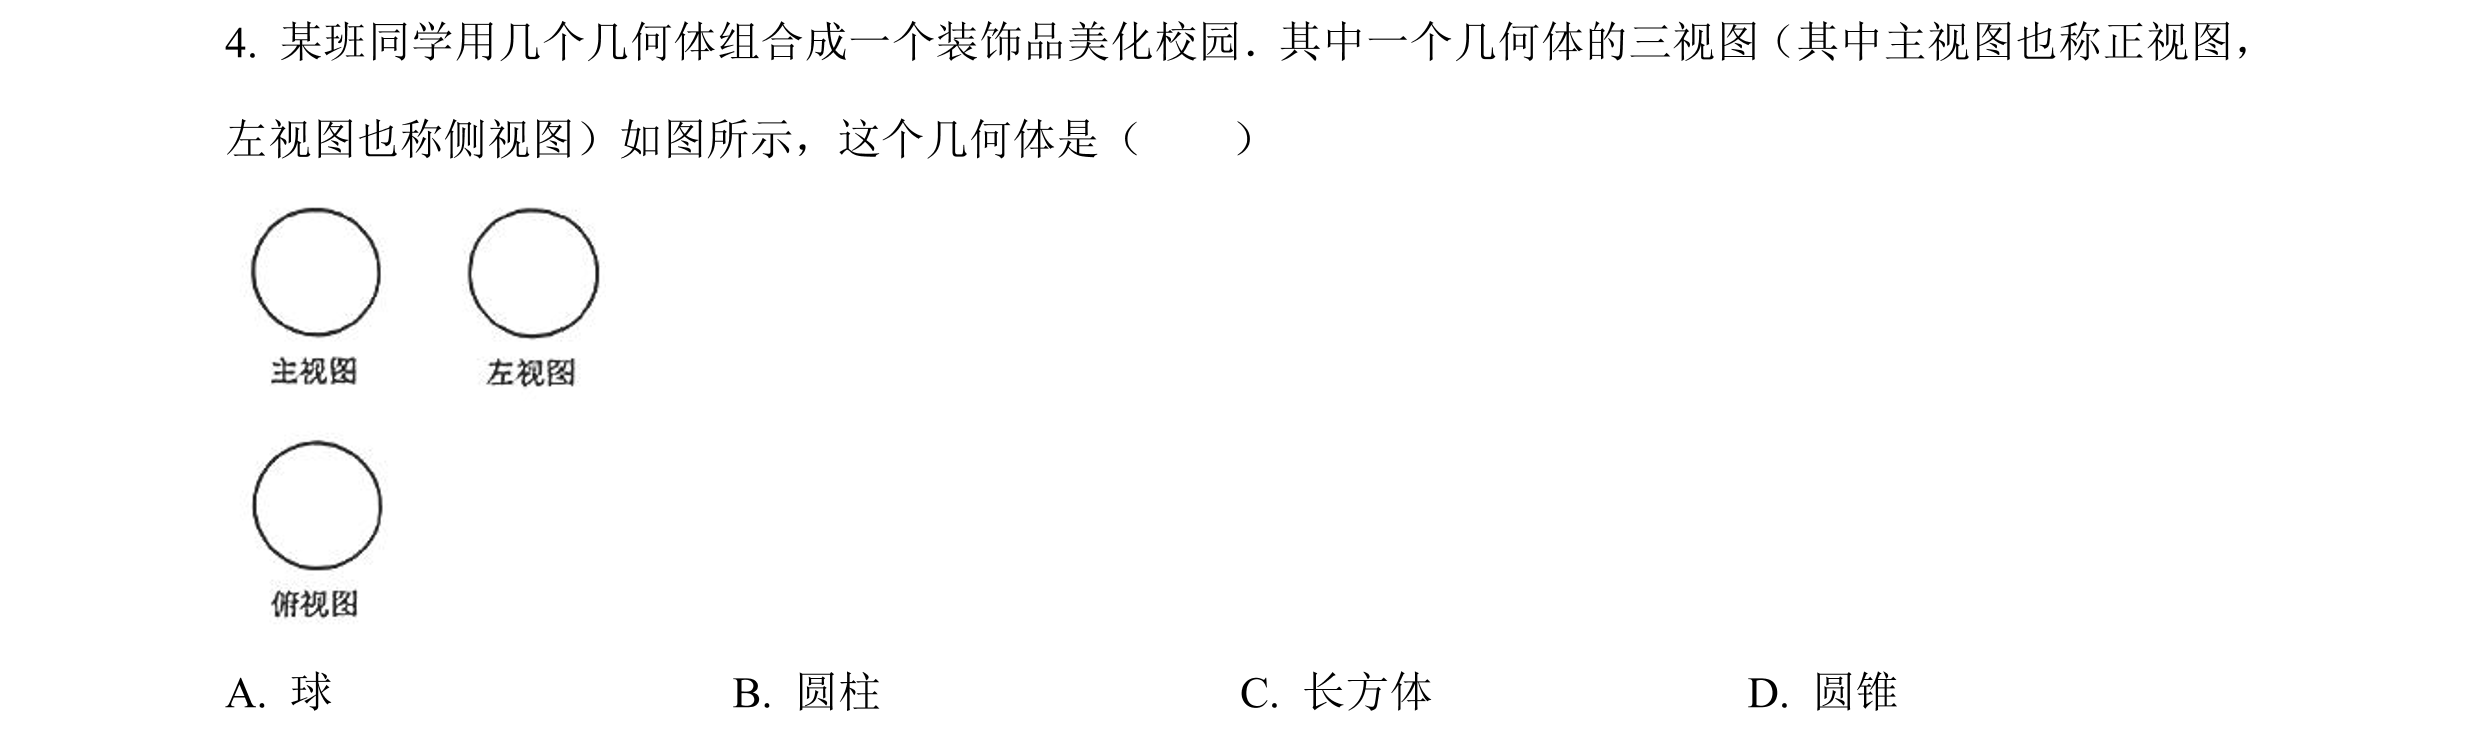 4. 某班同学用几个几何体组合成一个装饰品美化校园．其中一个几何体的三视图（其中主视图也称正视图，
左视图也称侧视图）如图所示，这个几何体是（　　）
主视图 左视图
俯视图
A. 球 B. 圆柱 C. 长方体 D. 圆锥